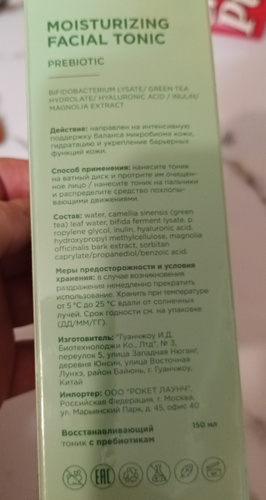 MOISTURIZING
FACIAL TONIC
PREBIOTIC
BIFIDOBACTERIUM LYSATE/ GREEN TEA
HYDROLATE/ HYALURONIC ACID / INULIN/
MAGNOLIA EXTRACT
Действие: направлен на интенсивную
поддержку баланса микробиома кожи,
гидратацию и укрепление барьерных
функций кожи.
Способ применения: нанесите тоник
на ватный диск и протрите им очищен-
ное лицо / нанесите тоник на пальчики
и распределите средство похлопы-
вающими движениями.
Состав: water, camellia sinensis (green
tea) leaf water, bifida ferment lysate, p-
ropylene glycol, inulin, hyaluronic acid,
hydroxypropyl methylcellulose, magnolia
officinalis bark extract, sorbitan
caprylate/propanediol/benzoic acid.
Меры предосторожности и условия
хранения: в случае возникновения
раздражения немедленно прекратить
использование. Хранить при температуре
от 5 °C до 25 °C вдали от солнечных
лучей. Срок годности см. на упаковке
(ДД/ММ/ГГ).
Изготовитель: "Гуанчжоу И.Д.
Биотехнолоджи Ко., Лтд", № 3,
переулок 5, улица Западная Нюганг,
деревня Юнсин, улица Восточная
Лунхэ, район Байюнь, г. Гуанчжоу,
Китай
Импортер: ООО "РОКЕТ ЛАУНЧ".
Российская Федерация, г. Москва,
ул. Марьинский Парк, д. 45, офис 40
Восстанавливающий 150 мл
тоник с пребиотиками
EAC